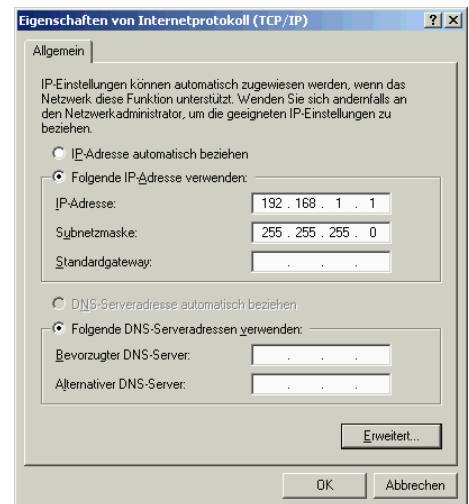 Eigenschaften von Internetprotokoll (TCP/IP)
Allgemein
IP-Einstellungen können automatisch zugewiesen werden, wenn das
Netzwerk diese Funktion unterstützt. Wenden Sie sich andernfalls an
den Netzwerkadministrator, um die geeigneten IP-Einstellungen zu
beziehen.
IP-Adresse automatisch beziehen
Folgende IP-Adresse verwenden:
IP-Adresse: 192 . 168 . 1 . 1
Subnetzmaske: 255 . 255 . 255 . 0
Standardgateway: . . .
DNS-Serveradresse automatisch beziehen
Folgende DNS-Serveradressen verwenden:
Bevorzugter DNS-Server: . . .
Alternativer DNS-Server: . . .
Erweitert...
OK Abbrechen